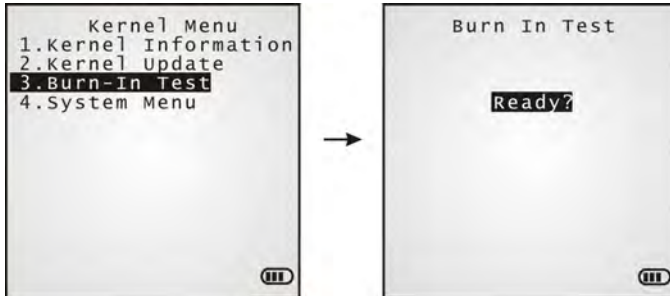 Kernel Menu
1.Kernel Information
2.Kernel Update
3.Burn-In Test
4.System Menu
Burn In Test
Ready?